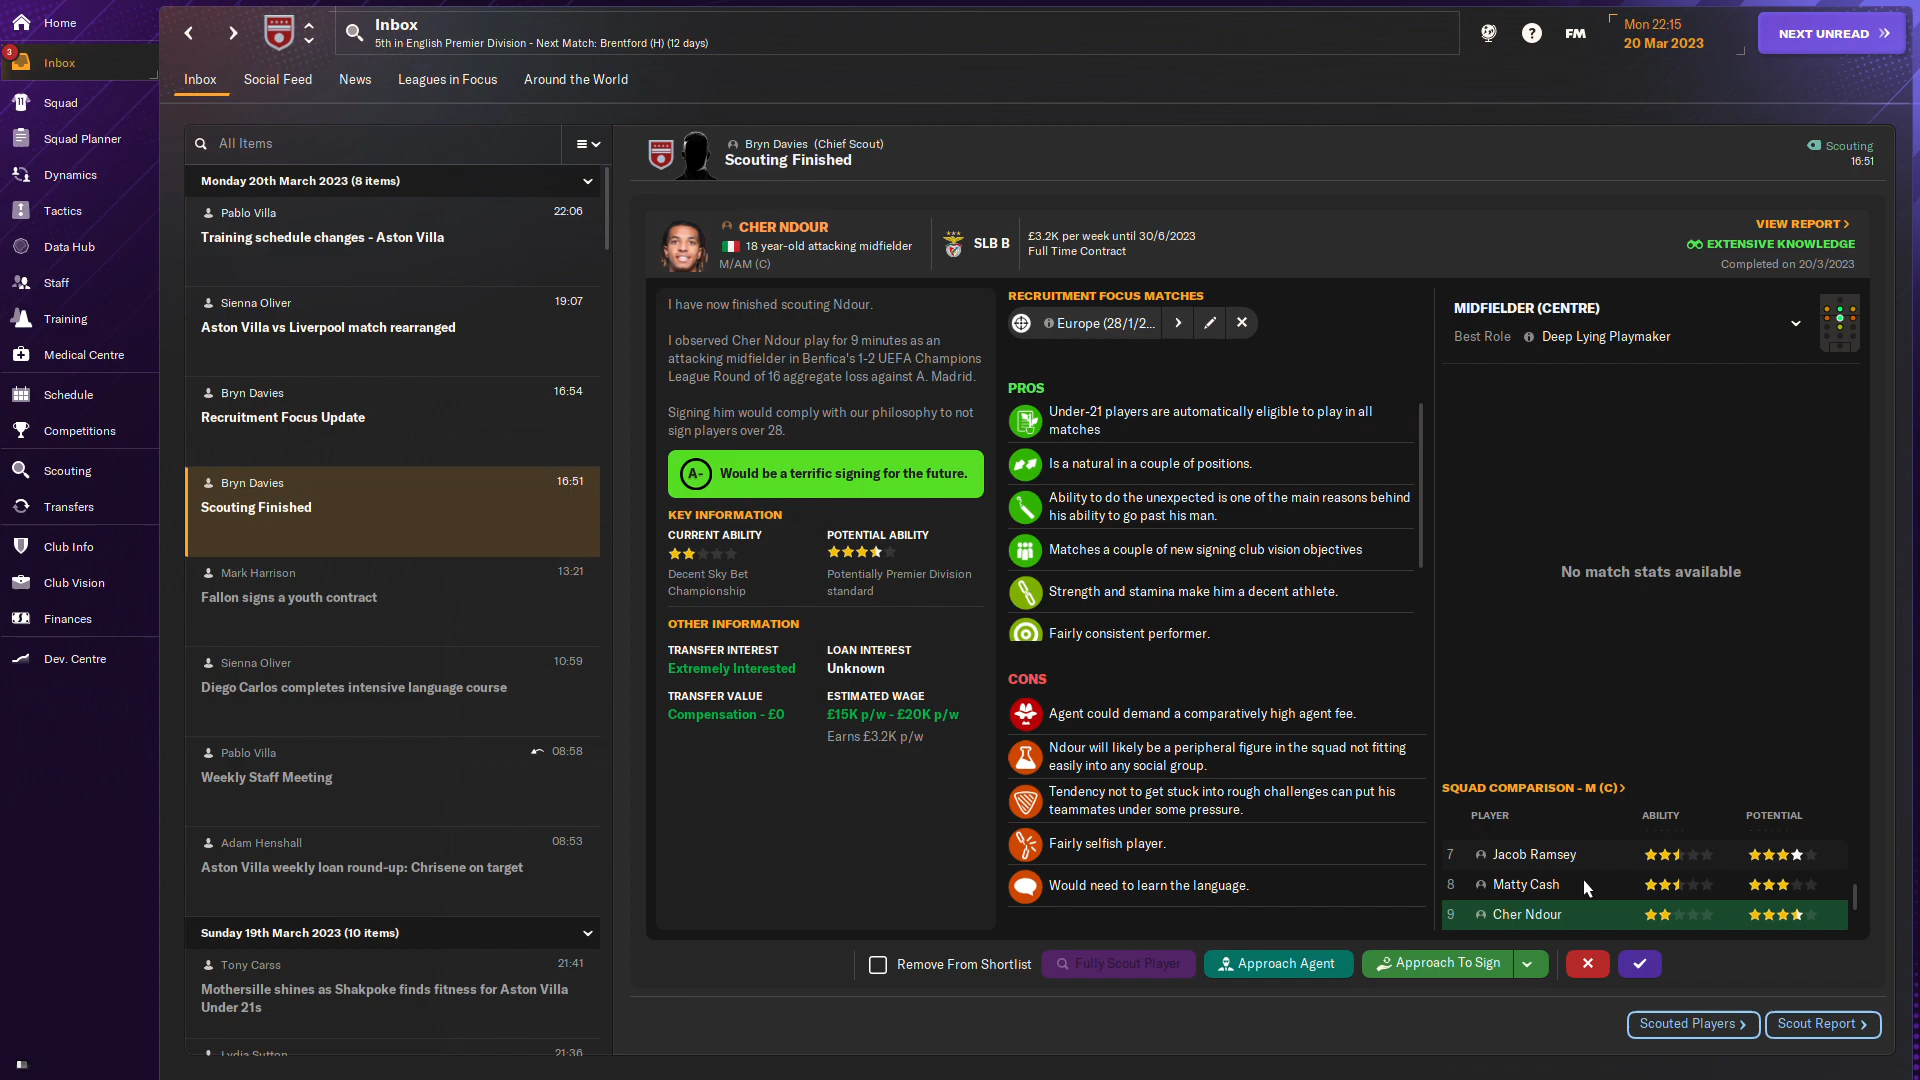 Home
3
Inbox
Squad
Squad Planner
Dynamics
Tactics
Data Hub
Staff
Training
Medical Centre
Schedule
Competitions
Scouting
Transfers
Club Info
Club Vision
Finances
Dev. Centre
Inbox
5th in English Premier Division - Next Match: Brentford (H) (12 days)
FM
Mon 22:15
20 Mar 2023
NEXT UNREAD
Inbox
Social Feed
News
Leagues in Focus
Around the World
All Items
Monday 20th March 2023 (8 items)
Pablo Villa
22:06
Training schedule changes - Aston Villa
Sienna Oliver
19:07
Aston Villa vs Liverpool match rearranged
Bryn Davies
16:54
Recruitment Focus Update
Bryn Davies
16:51
Scouting Finished
Mark Harrison
13:21
Fallon signs a youth contract
Sienna Oliver
10:59
Diego Carlos completes intensive language course
Pablo Villa
08:58
Weekly Staff Meeting
Adam Henshall
08:53
Aston Villa weekly loan round-up: Chrisene on target
Sunday 19th March 2023 (10 items)
Tony Carss
21:41
Mothersille shines as Shakpoke finds fitness for Aston Villa
Under 21s
Lydia Sutton
21:36
Bryn Davies (Chief Scout)
Scouting Finished
Scouting
16:51
CHER NDOUR
18 year-old attacking midfielder
M/AM (C)
SLB B
£3.2K per week until 30/6/2023
Full Time Contract
VIEW REPORT >
EXTENSIVE KNOWLEDGE
Completed on 20/3/2023
I have now finished scouting Ndour.
I observed Cher Ndour play for 9 minutes as an
attacking midfielder in Benfica's 1-2 UEFA Champions
League Round of 16 aggregate loss against A. Madrid.
Signing him would comply with our philosophy to not
sign players over 28.
A- Would be a terrific signing for the future.
KEY INFORMATION
CURRENT ABILITY
POTENTIAL ABILITY
Decent Sky Bet
Championship
Potentially Premier Division
standard
OTHER INFORMATION
TRANSFER INTEREST
Extremely Interested
LOAN INTEREST
Unknown
TRANSFER VALUE
Compensation - £0
ESTIMATED WAGE
£15K p/w - £20K p/w
Earns £3.2K p/w
RECRUITMENT FOCUS MATCHES
Europe (28/1/2...
PROS
Under-21 players are automatically eligible to play in all
matches
Is a natural in a couple of positions.
Ability to do the unexpected is one of the main reasons behind
his ability to go past his man.
Matches a couple of new signing club vision objectives
Strength and stamina make him a decent athlete.
Fairly consistent performer.
CONS
Agent could demand a comparatively high agent fee.
Ndour will likely be a peripheral figure in the squad not fitting
easily into any social group.
Tendency not to get stuck into rough challenges can put his
teammates under some pressure.
Fairly selfish player.
Would need to learn the language.
MIDFIELDER (CENTRE)
Best Role Deep Lying Playmaker
No match stats available
SQUAD COMPARISON - M (C) >
PLAYER
ABILITY
POTENTIAL
7 Jacob Ramsey
8 Matty Cash
9 Cher Ndour
Remove From Shortlist
Fully Scout Player
Approach Agent
Approach To Sign
Scouted Players >
Scout Report >